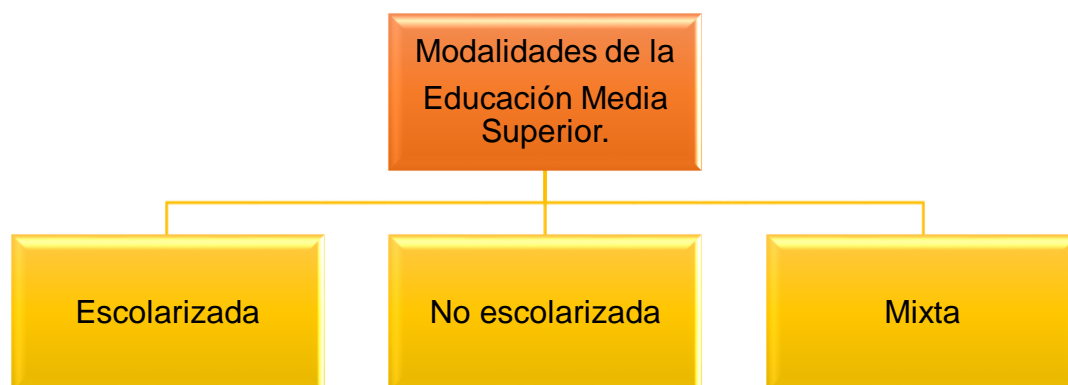 Modalidades de la
Educación Media
Superior.
Escolarizada
No escolarizada
Mixta